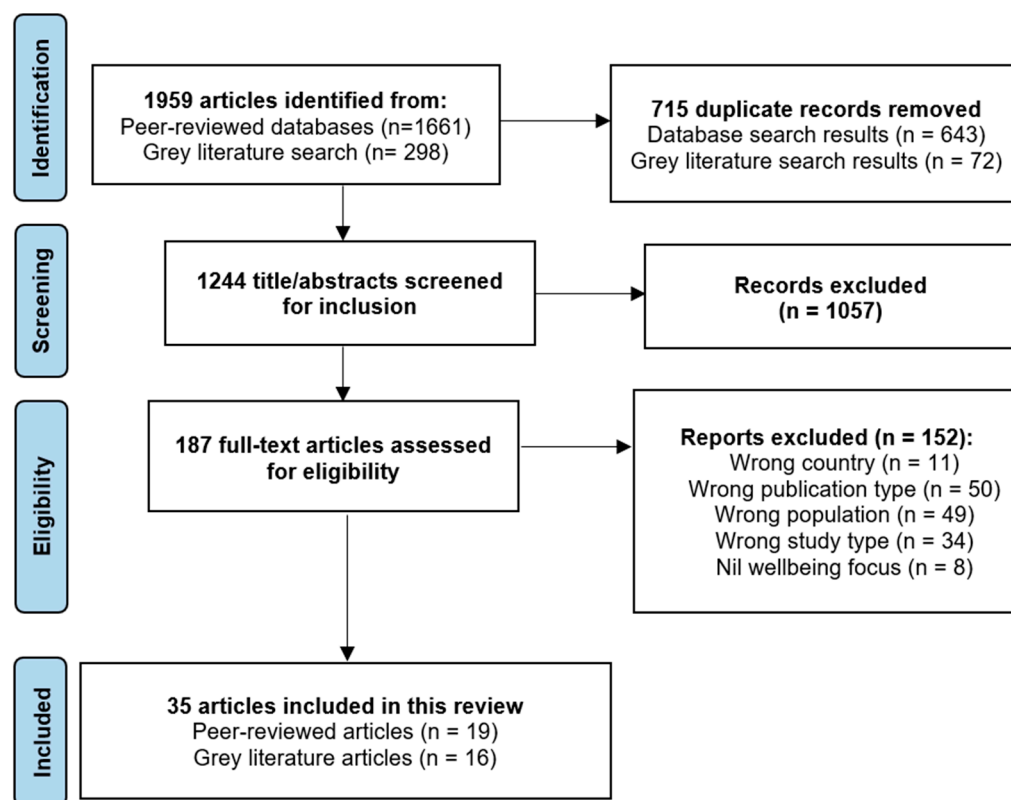 Identification
1959 articles identified from:
Peer-reviewed databases (n=1661)
Grey literature search (n= 298)
715 duplicate records removed
Database search results (n = 643)
Grey literature search results (n = 72)
Screening
1244 title/abstracts screened
for inclusion
Records excluded
(n = 1057)
Eligibility
187 full-text articles assessed
for eligibility
Reports excluded (n = 152):
Wrong country (n = 11)
Wrong publication type (n = 50)
Wrong population (n = 49)
Wrong study type (n = 34)
Nil wellbeing focus (n = 8)
Included
35 articles included in this review
Peer-reviewed articles (n = 19)
Grey literature articles (n = 16)